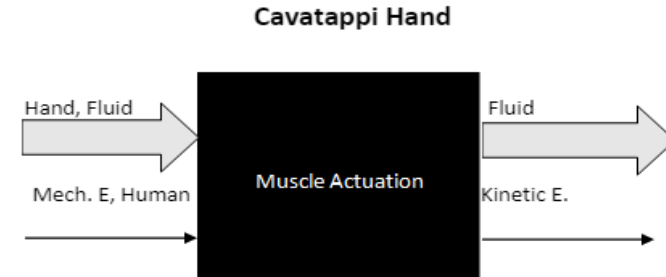 Cavatappi Hand
Hand, Fluid
Fluid
Muscle Actuation
Mech. E, Human
Kinetic E.